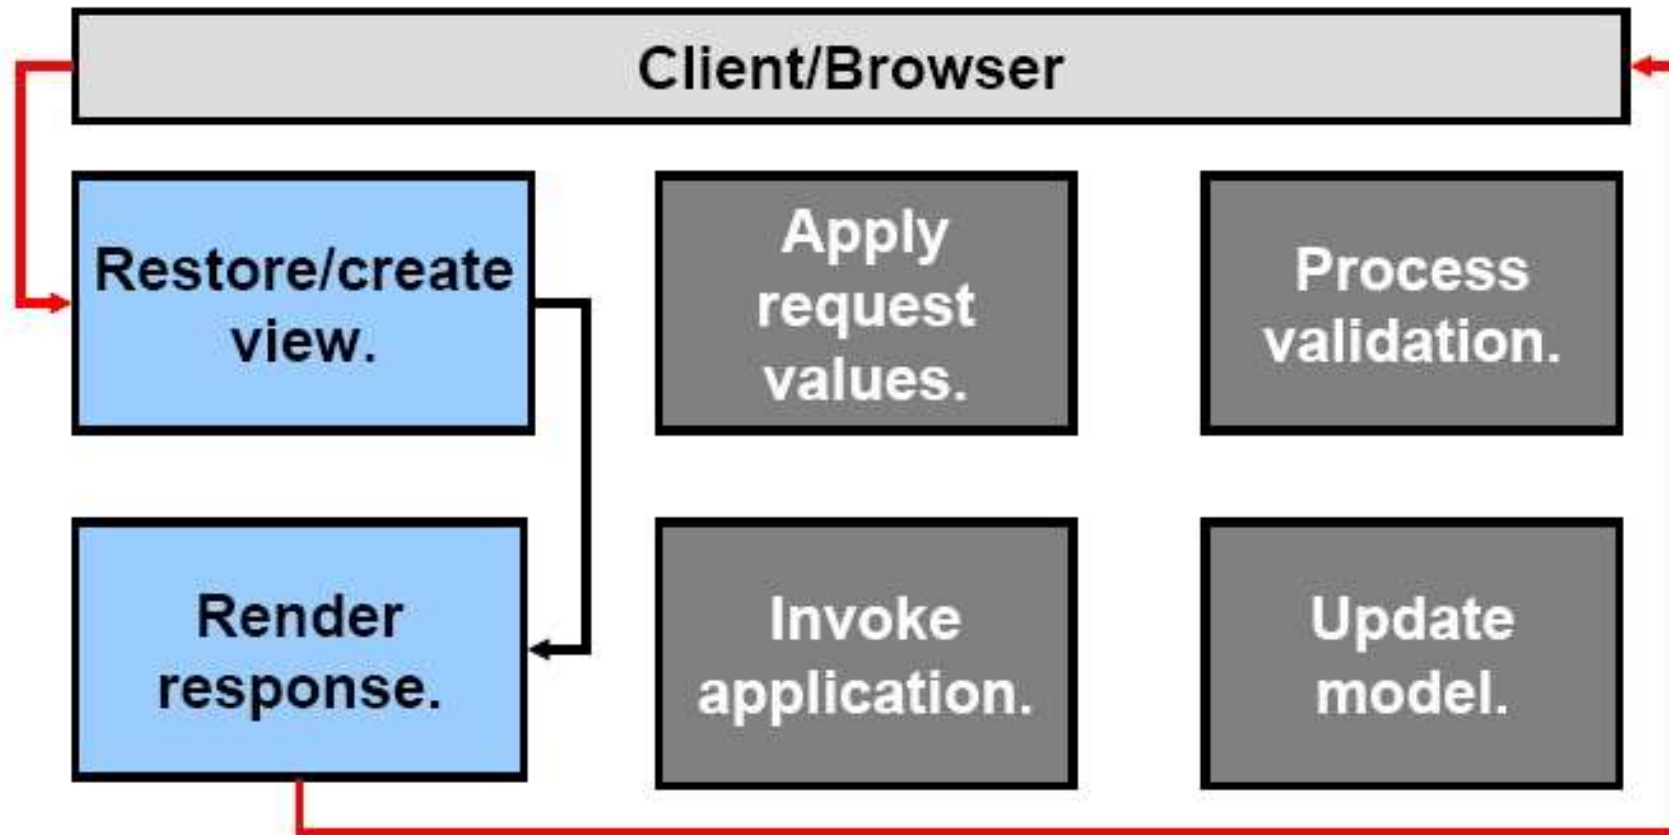 Client/Browser
Restore/create
view.
Apply
request
values.
Process
validation.
Render
response.
Invoke
application.
Update
model.